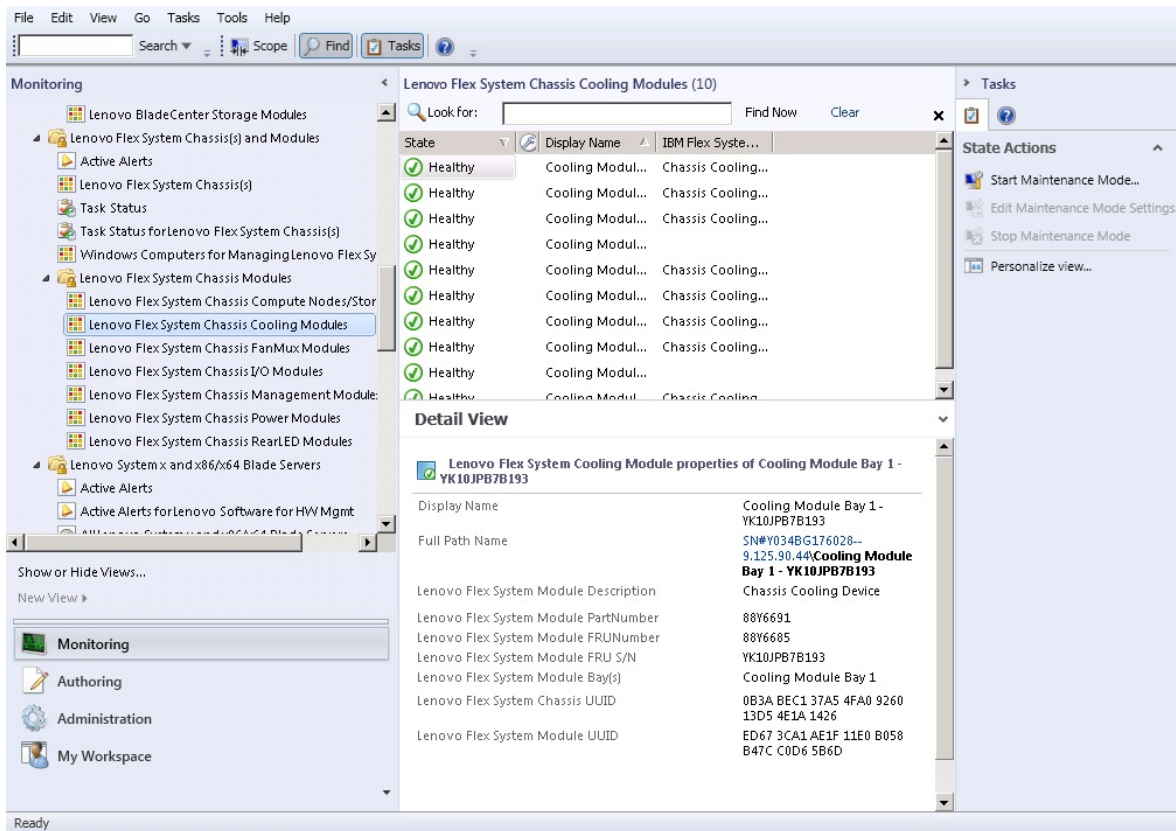 File Edit View Go Tasks Tools Help
Search Scope Find Tasks
Monitoring
Lenovo BladeCenter Storage Modules
Lenovo Flex System Chassis(s) and Modules
Active Alerts
Lenovo Flex System Chassis(s)
Task Status
Task Status for Lenovo Flex System Chassis(s)
Windows Computers for Managing Lenovo Flex Sy
Lenovo Flex System Chassis Modules
Lenovo Flex System Chassis Compute Nodes/Stor
Lenovo Flex System Chassis Cooling Modules
Lenovo Flex System Chassis FanMux Modules
Lenovo Flex System Chassis I/O Modules
Lenovo Flex System Chassis Management Module:
Lenovo Flex System Chassis Power Modules
Lenovo Flex System Chassis RearLED Modules
Lenovo System x and x86/x64 Blade Servers
Active Alerts
Active Alerts for Lenovo Software for HW Mgmt
Show or Hide Views...
New View
Monitoring
Authoring
Administration
My Workspace
Lenovo Flex System Chassis Cooling Modules (10)
Look for: Find Now Clear
State Display Name IBM Flex Syste...
Healthy Cooling Modul... Chassis Cooling...
Healthy Cooling Modul... Chassis Cooling...
Healthy Cooling Modul... Chassis Cooling...
Healthy Cooling Modul...
Healthy Cooling Modul... Chassis Cooling...
Healthy Cooling Modul... Chassis Cooling...
Healthy Cooling Modul... Chassis Cooling...
Healthy Cooling Modul... Chassis Cooling...
Healthy Cooling Modul...
Healthy Cooling Modul Chassis Cooling
Detail View
Lenovo Flex System Cooling Module properties of Cooling Module Bay 1 -
YK10JPB7B193
Display Name Cooling Module Bay 1 -
YK10JPB7B193
Full Path Name SN#Y034BG176028--
9.125.90.44\Cooling Module
Bay 1 - YK10JPB7B193
Lenovo Flex System Module Description Chassis Cooling Device
Lenovo Flex System Module PartNumber 88Y6691
Lenovo Flex System Module FRUNumber 88Y6685
Lenovo Flex System Module FRU S/N YK10JPB7B193
Lenovo Flex System Module Bay(s) Cooling Module Bay 1
Lenovo Flex System Chassis UUID 0B3A BEC1 37A5 4FA0 9260
13D5 4E1A 1426
Lenovo Flex System Module UUID ED67 3CA1 AE1F 11E0 B058
B47C C0D6 5B6D
Tasks
State Actions
Start Maintenance Mode...
Edit Maintenance Mode Settings
Stop Maintenance Mode
Personalize view...
Ready